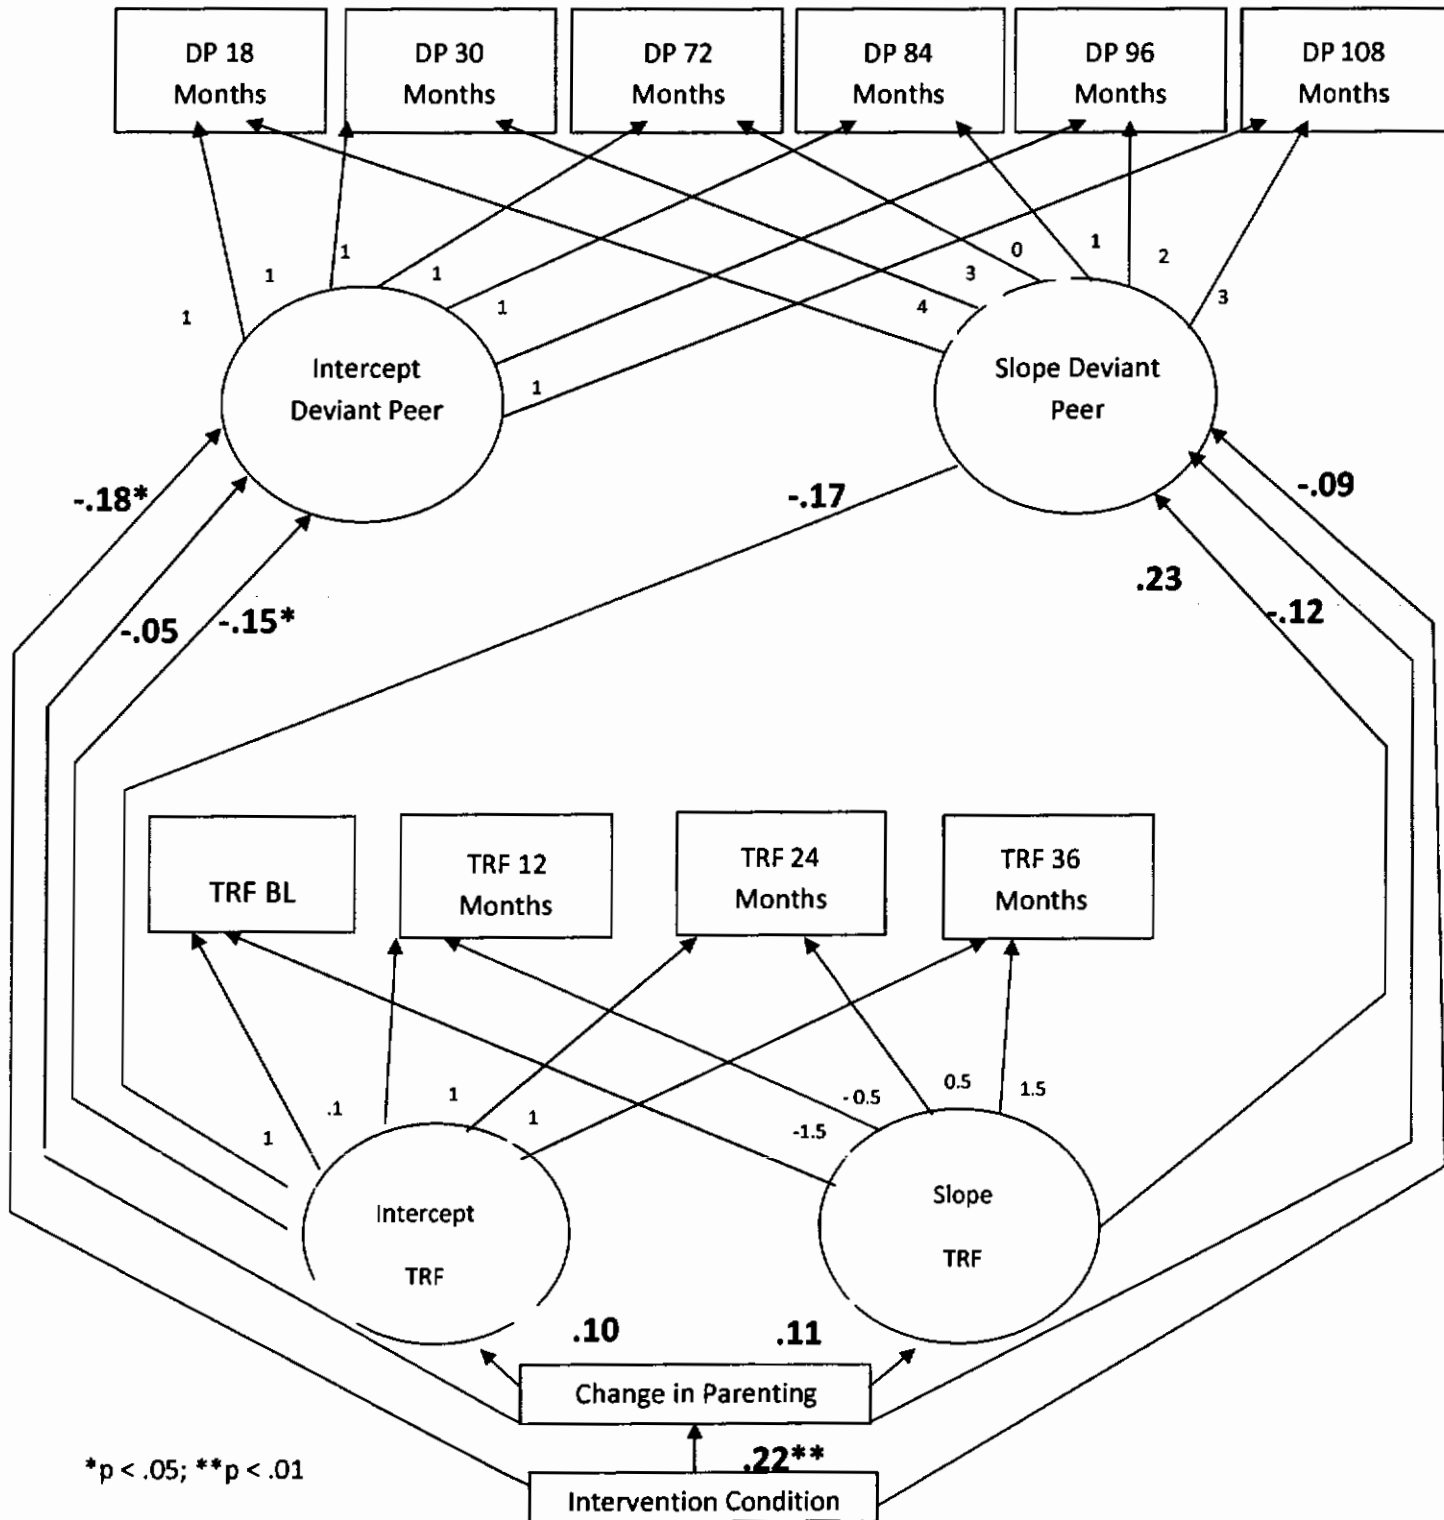 DP 18
Months
DP 30
Months
DP 72
Months
DP 84
Months
DP 96
Months
DP 108
Months
1
1
1
1
1
1
4
3
0
1
2
3
Intercept
Deviant Peer
Slope Deviant
Peer
-.18*
-.05
-.15*
-.17
.23
-.12
-.09
TRF BL
TRF 12
Months
TRF 24
Months
TRF 36
Months
1
.1
1
1
-1.5
- 0.5
0.5
1.5
Intercept
TRF
Slope
TRF
.10
.11
Change in Parenting
.22**
Intervention Condition
*p < .05; **p < .01